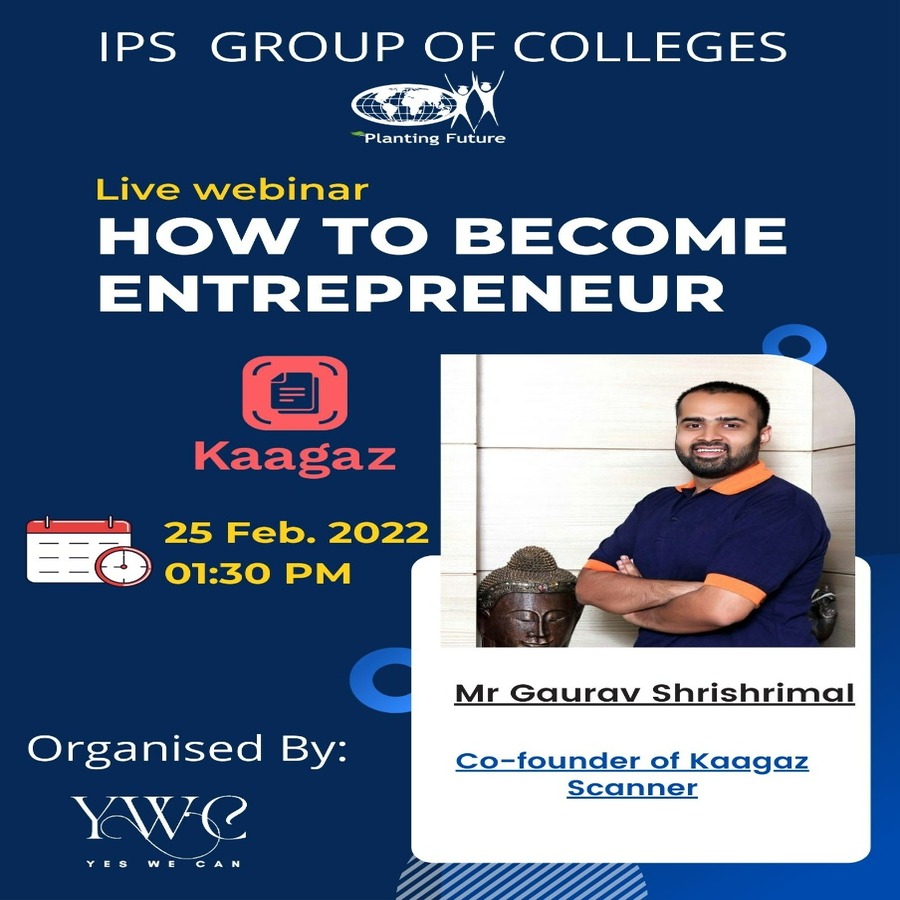 IPS GROUP OF COLLEGES
Planting Future
Live webinar
HOW TO BECOME
ENTREPRENEUR
Kaagaz
25 Feb. 2022
01:30 PM
Mr Gaurav Shrishrimal
Co-founder of Kaagaz
Scanner
Organised By:
YWC
YES WE CAN